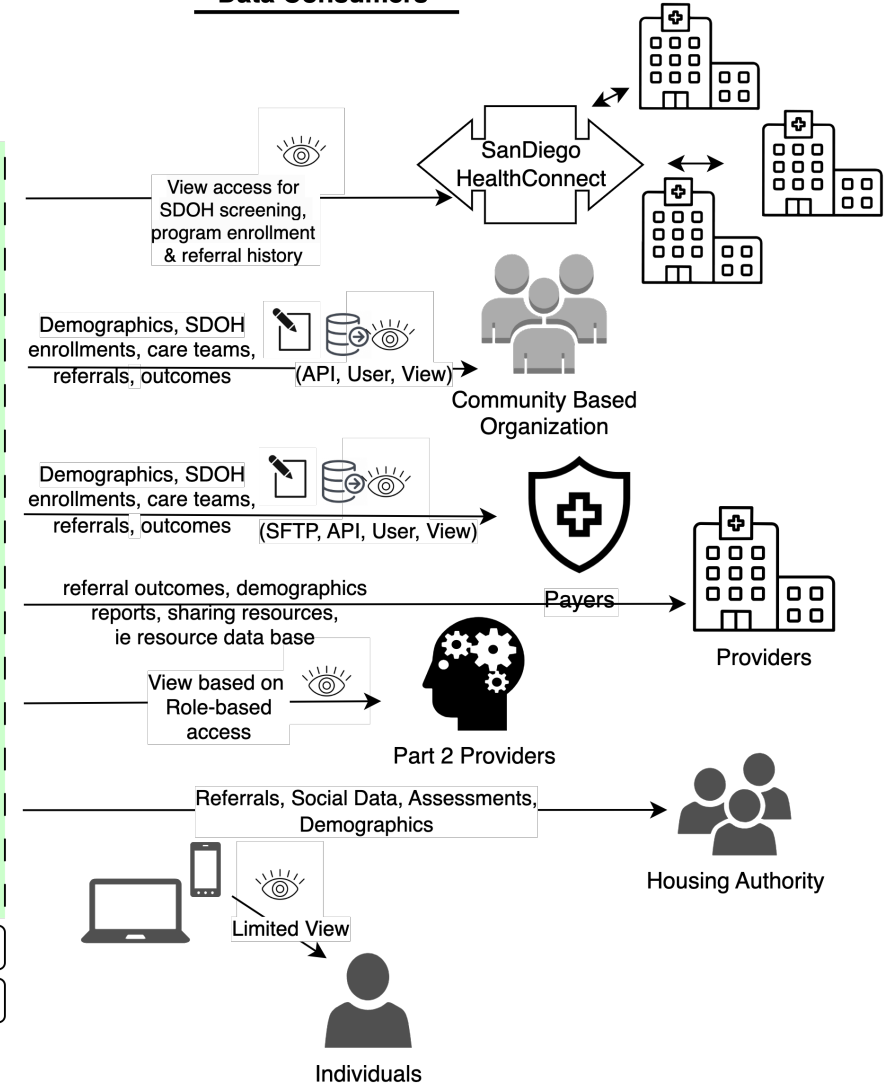 Data Consumers
SanDiego
HealthConnect
View access for
SDOH screening,
program enrollment
& referral history
Demographics, SDOH
enrollments, care teams,
referrals, outcomes
(API, User, View)
Community Based
Organization
Demographics, SDOH
enrollments, care teams,
referrals, outcomes
(SFTP, API, User, View)
Payers
referral outcomes, demographics
reports, sharing resources,
ie resource data base
Providers
View based on
Role-based
access
Part 2 Providers
Referrals, Social Data, Assessments,
Demographics
Housing Authority
Limited View
Individuals